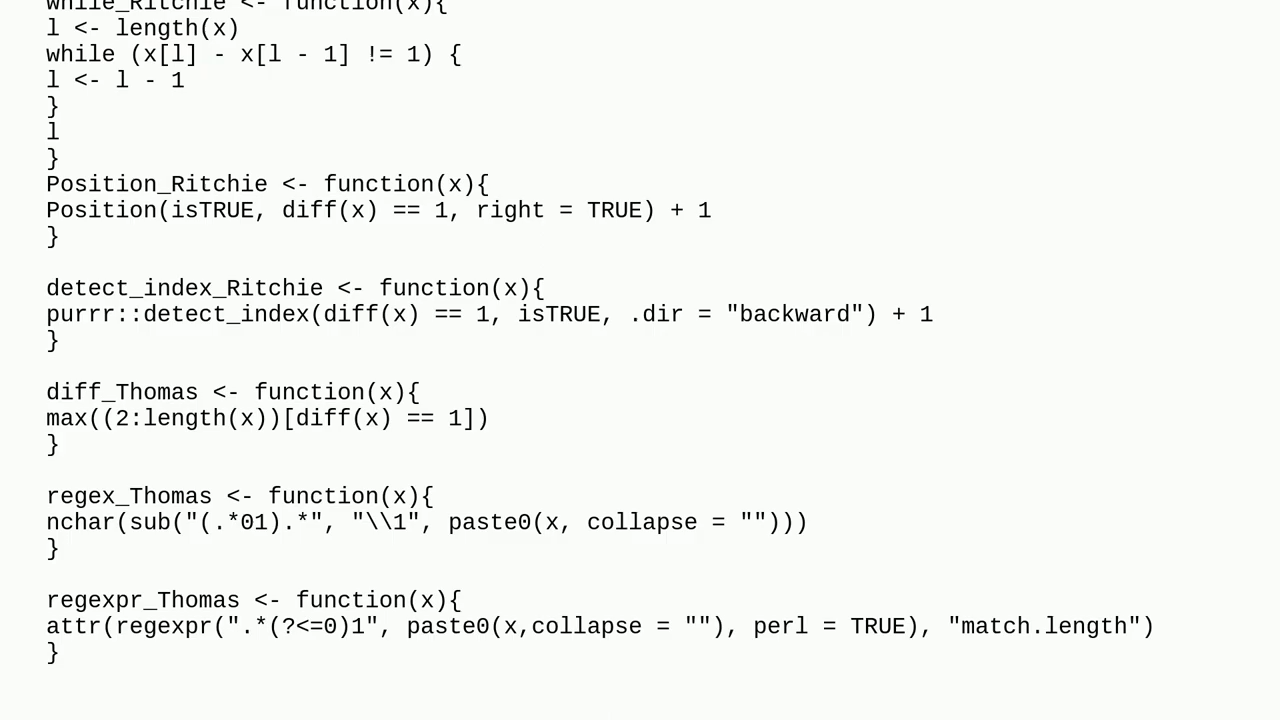 while_Ritchie <- function(x){
l <- length(x)
while (x[l] - x[l - 1] != 1) {
l <- l - 1
}
l
}
Position_Ritchie <- function(x){
Position(isTRUE, diff(x) == 1, right = TRUE) + 1
}
detect_index_Ritchie <- function(x){
purrr::detect_index(diff(x) == 1, isTRUE, .dir = "backward") + 1
}
diff_Thomas <- function(x){
max((2:length(x))[diff(x) == 1])
}
regex_Thomas <- function(x){
nchar(sub("(.*01).*", "\\1", paste0(x, collapse = "")))
}
regexpr_Thomas <- function(x){
attr(regexpr(".*(?<=0)1", paste0(x,collapse = ""), perl = TRUE), "match.length")
}